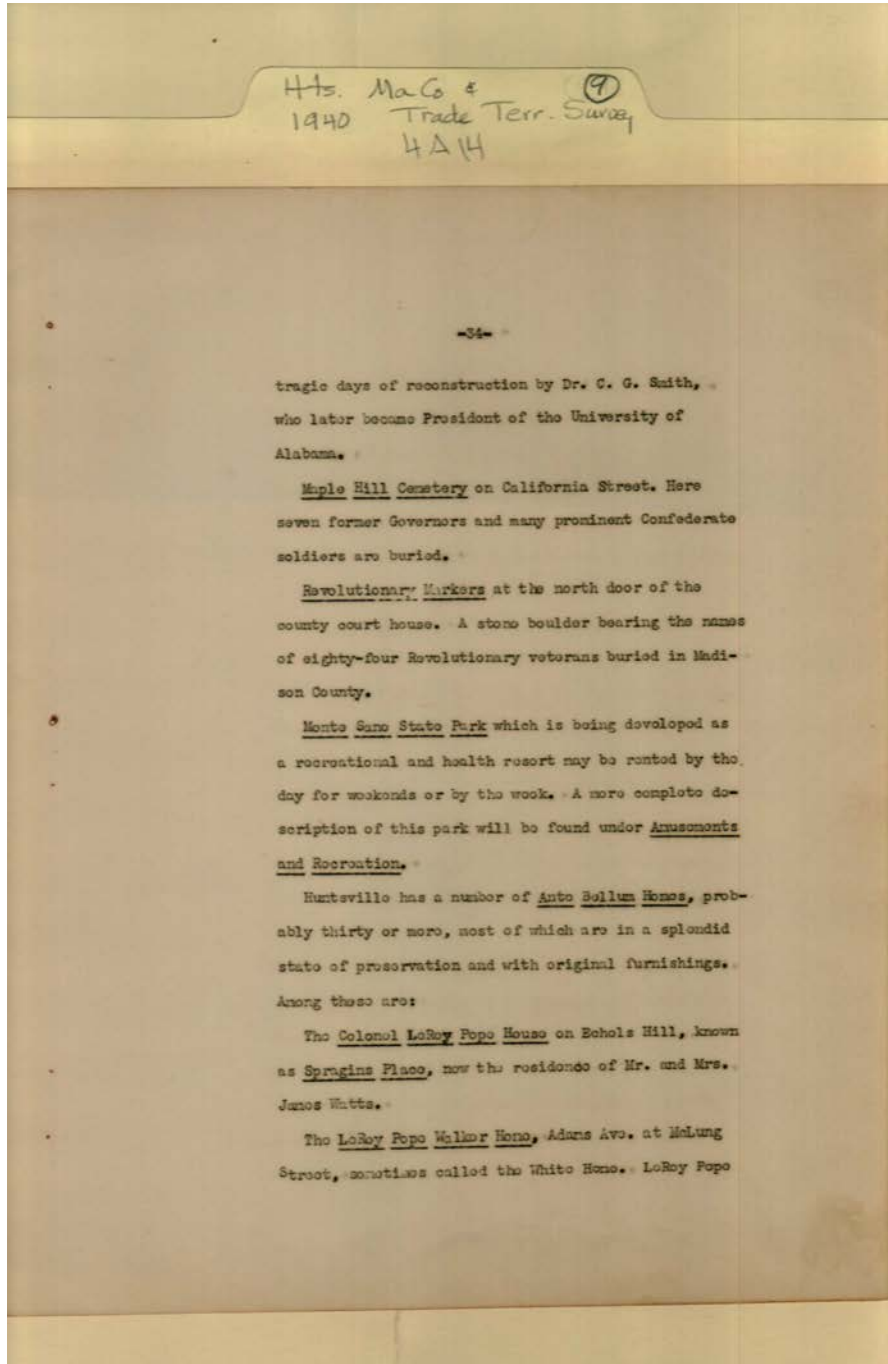 Hts. Ma Co & 9
1940 Trade Terr. Survey
4A14
-34-
tragic days of reconstruction by Dr. C. G. Smith,
who later became President of the University of
Alabama.
Maple Hill Cemetery on California Street. Here
seven former Governors and many prominent Confederate
soldiers are buried.
Revolutionary Markers at the north door of the
county court house. A stone boulder bearing the names
of eighty-four Revolutionary veterans buried in Madi-
son County.
Monte Sano State Park which is being developed as
a recreational and health resort may be rented by the
day for weekends or by the week. A more complete de-
scription of this park will be found under Amusements
and Recreation.
Huntsville has a number of Ante Bellum Homes, prob-
ably thirty or more, most of which are in a splendid
state of preservation and with original furnishings.
Among these are:
The Colonel LeRoy Pope House on Echols Hill, known
as Spragins Place, now the residence of Mr. and Mrs.
James Watts.
The LeRoy Pope Walker Home, Adams Ave. at McLung
Street, sometimes called the White Home. LeRoy Pope